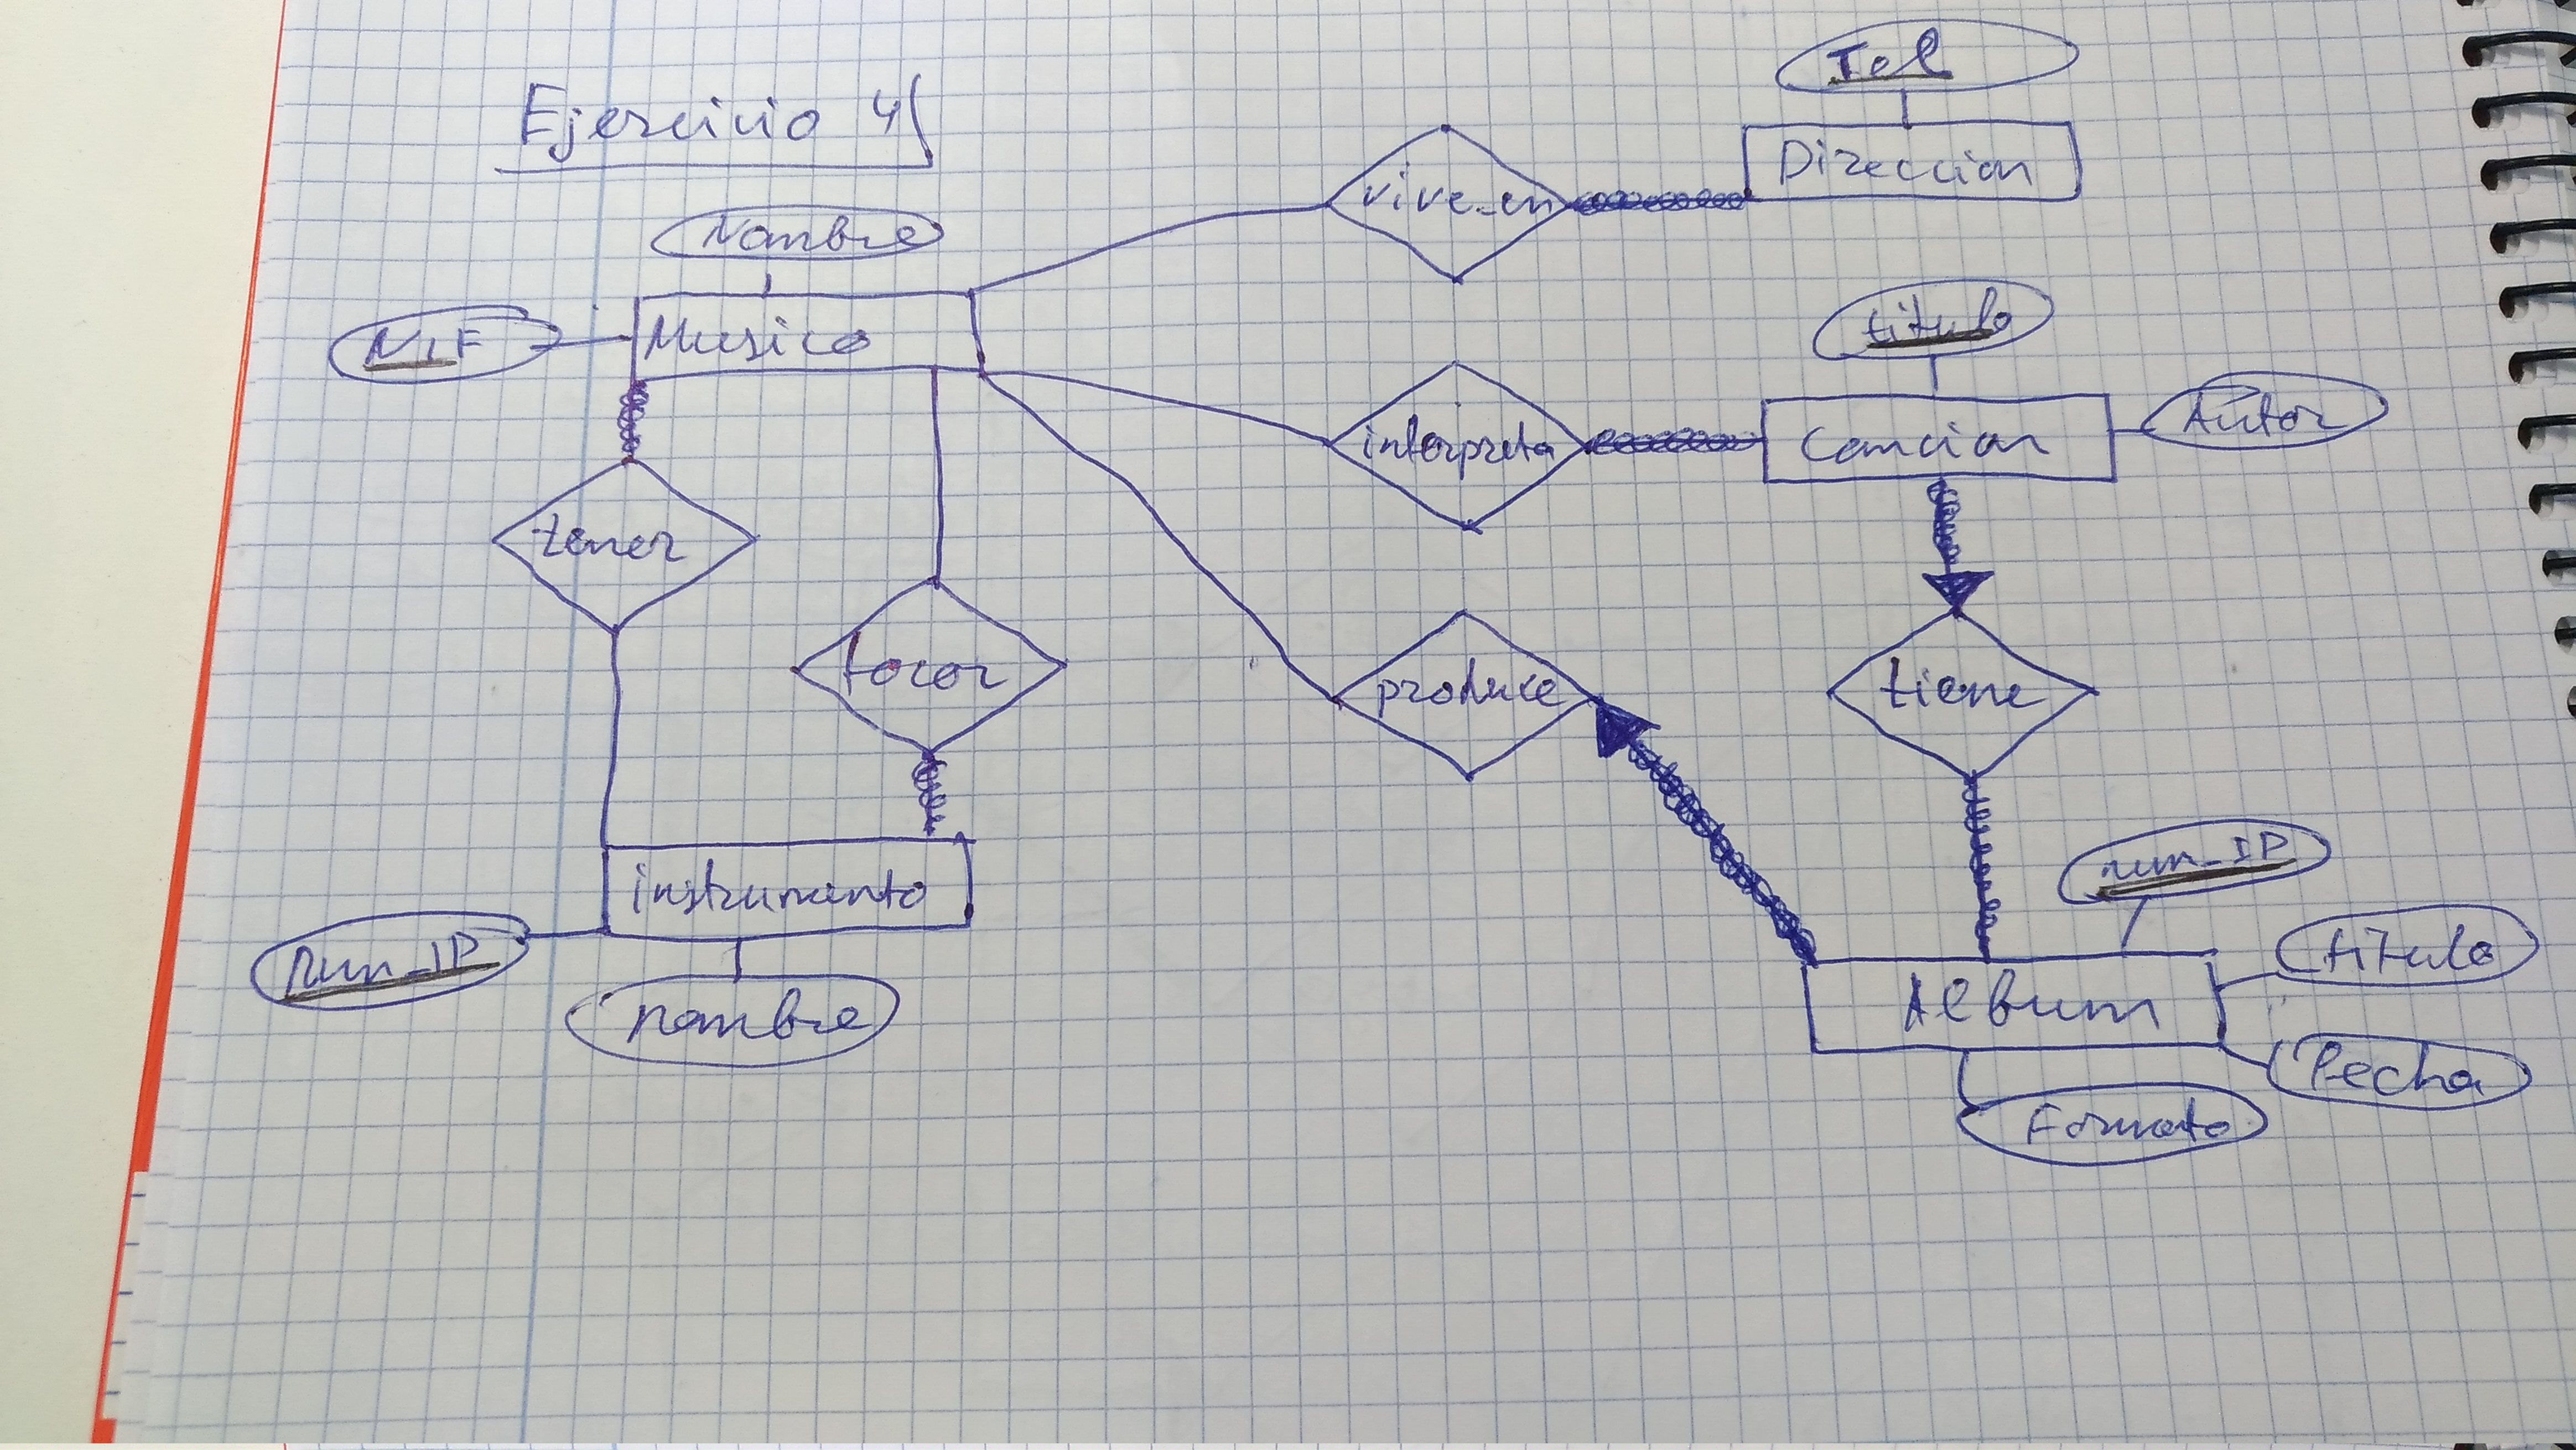 Ejercicio 4
Tel
Direccion
vive_en
Nombre
NIF
Musico
titulo
interpreta
Cancion
Autor
tener
tocar
produce
tiene
num_ID
instrumento
Num_ID
nombre
Album
titulo
Fecha
Formato